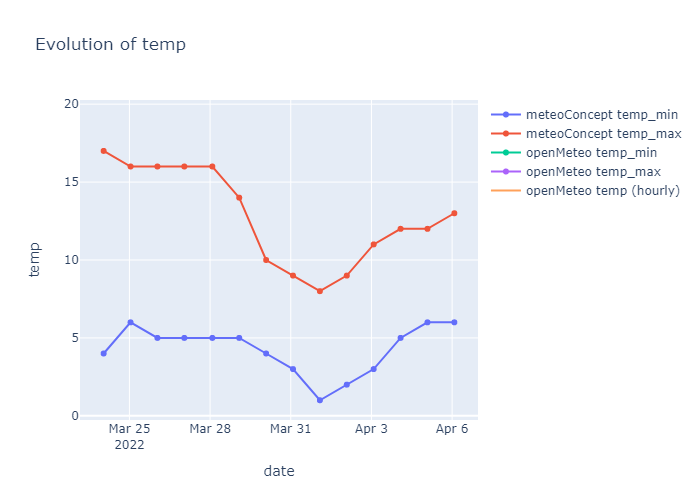 Evolution of temp
20
15
10
5
0
temp
Mar 25
2022
Mar 28
Mar 31
Apr 3
Apr 6
date
meteoConcept temp_min
meteoConcept temp_max
openMeteo temp_min
openMeteo temp_max
openMeteo temp (hourly)